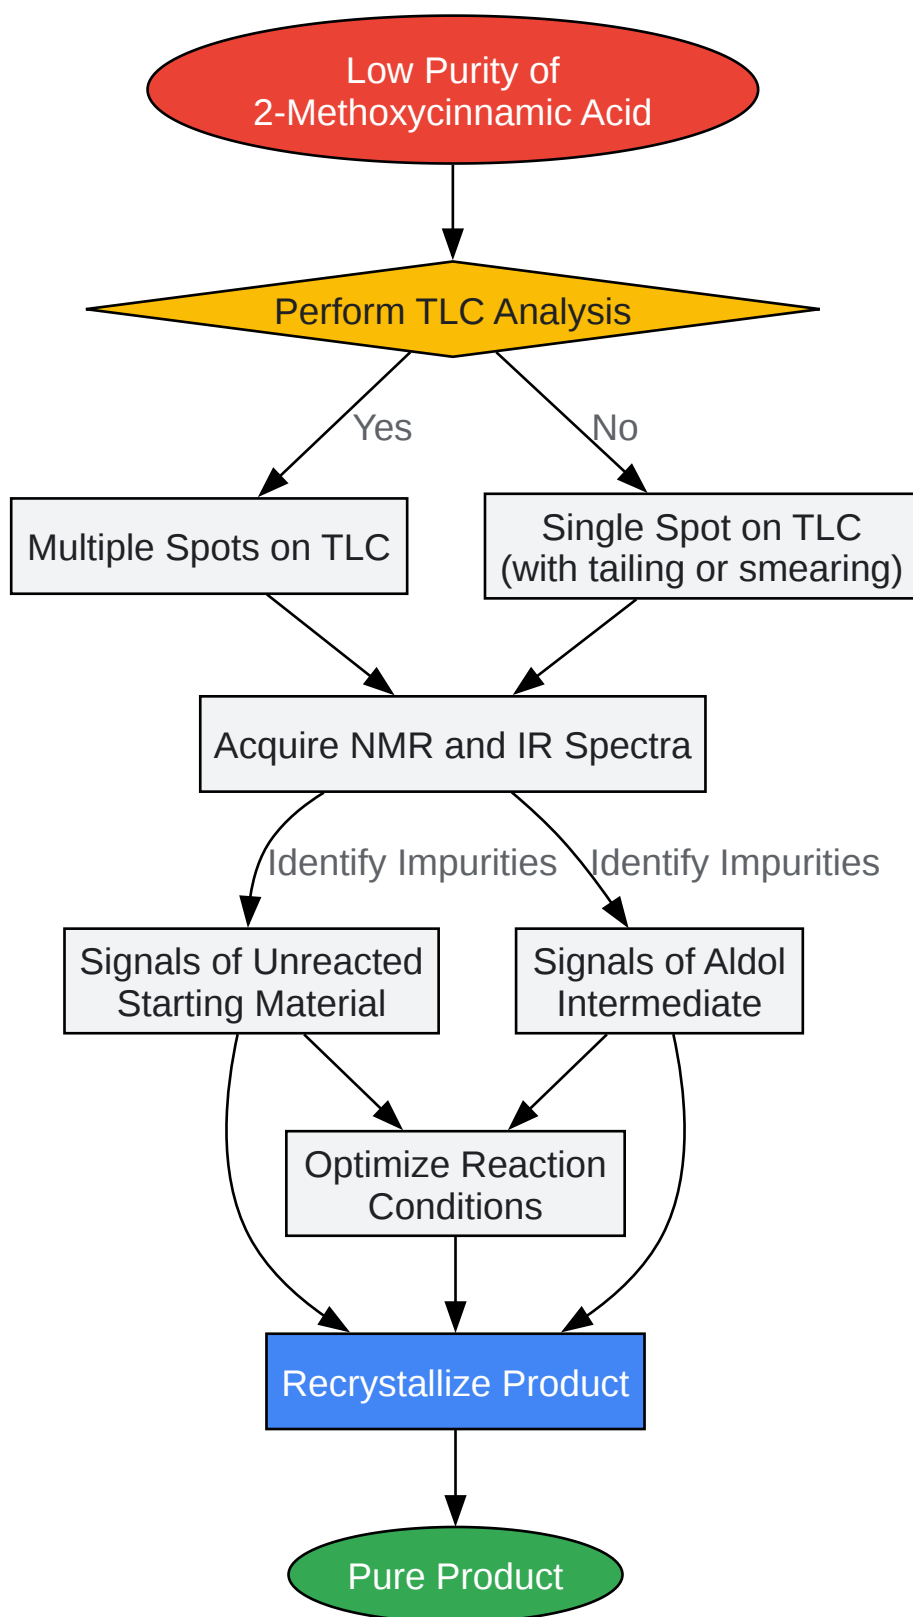 Low Purity of
2-Methoxycinnamic Acid
Perform TLC Analysis
Yes
No
Multiple Spots on TLC
Single Spot on TLC
(with tailing or smearing)
Acquire NMR and IR Spectra
Identify Impurities
Identify Impurities
Signals of Unreacted
Starting Material
Signals of Aldol
Intermediate
Optimize Reaction
Conditions
Recrystallize Product
Pure Product